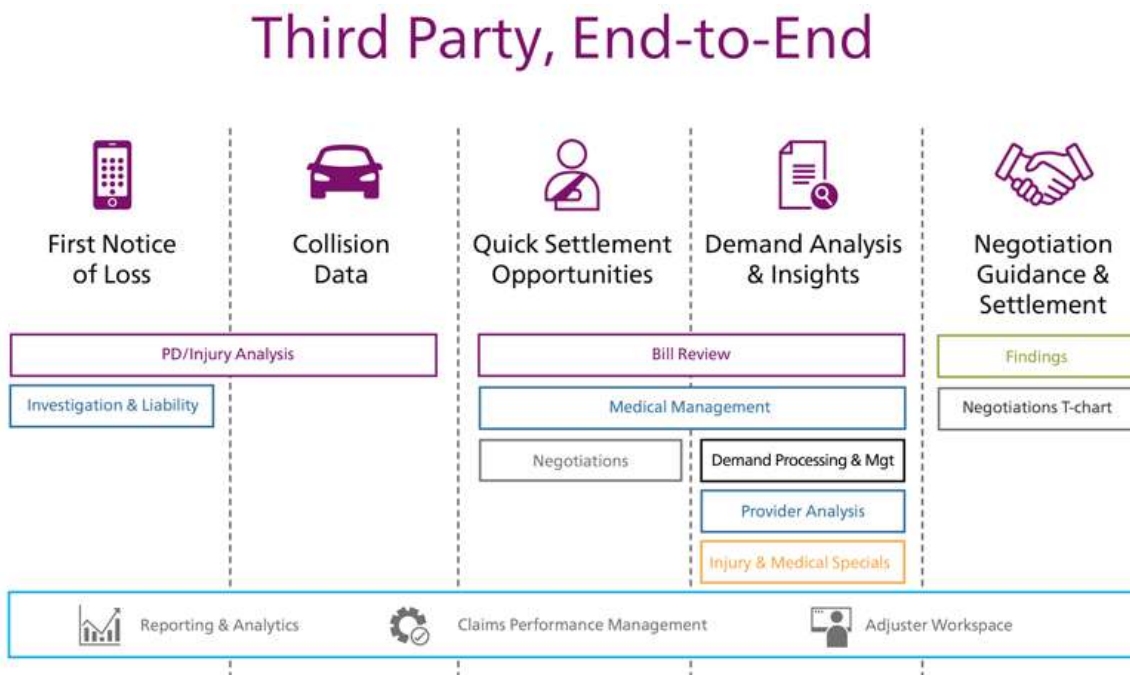 Third Party, End-to-End
First Notice
of Loss
Collision
Data
Quick Settlement
Opportunities
Demand Analysis
& Insights
Negotiation
Guidance &
Settlement
PD/Injury Analysis
Bill Review
Findings
Investigation & Liability
Medical Management
Negotiations T-chart
Negotiations
Demand Processing & Mgt
Provider Analysis
Injury & Medical Specials
Reporting & Analytics
Claims Performance Management
Adjuster Workspace